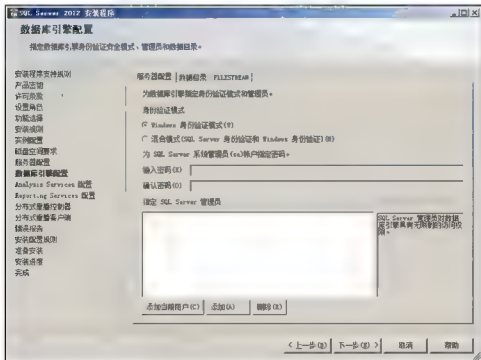 SQL Server 2012 安装程序
数据库引擎配置
指定数据库引擎身份验证安全模式、管理员和数据目录。
安装程序支持规则
产品密钥
许可条款
设置角色
功能选择
安装规则
实例配置
磁盘空间要求
服务器配置
数据库引擎配置
Analysis Services 配置
Reporting Services 配置
分布式重播控制器
分布式重播客户端
错误报告
安装配置规则
准备安装
安装进度
完成
服务器配置 数据目录 FILESTREAM
为数据库引擎指定身份验证模式和管理员。
身份验证模式
Windows 身份验证模式(W)
混合模式(SQL Server 身份验证和 Windows 身份验证)(M)
为 SQL Server 系统管理员(sa)帐户指定密码。
输入密码(E)
确认密码(O)
指定 SQL Server 管理员
SQL Server 管理员对数据库引擎具有无限制的访问权限。
添加当前用户(C) 添加(A) 删除(R)
< 上一步(B) 下一步(N) > 取消 帮助